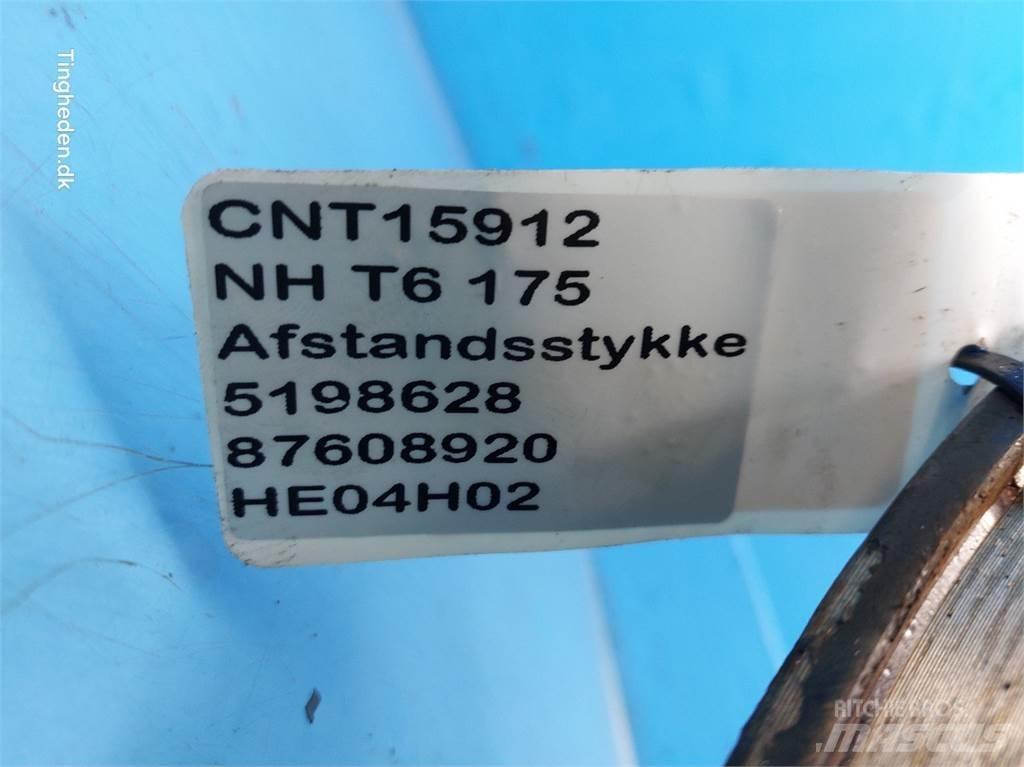 Tingheden.dk
CNT15912
NH T6 175
Afstandsstykke
5198628
87608920
HE04H02
RITCHIE BROS.
MASCUS